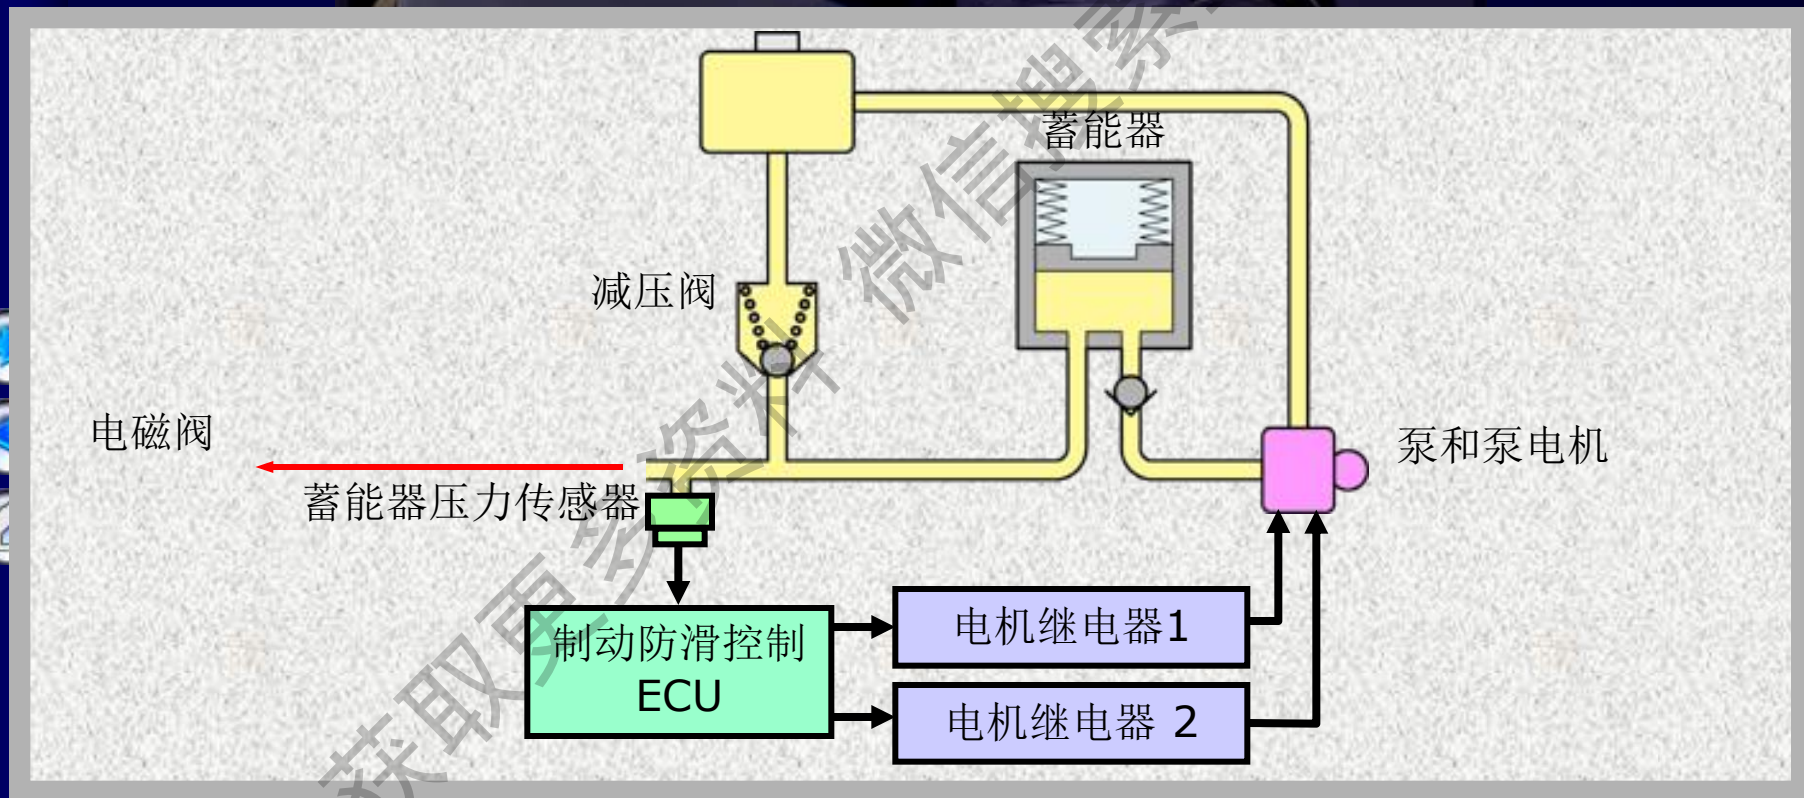 蓄能器
减压阀
电磁阀
泵和泵电机
蓄能器压力传感器
制动防滑控制
ECU
电机继电器1
电机继电器 2
获取更多资料 微信搜索